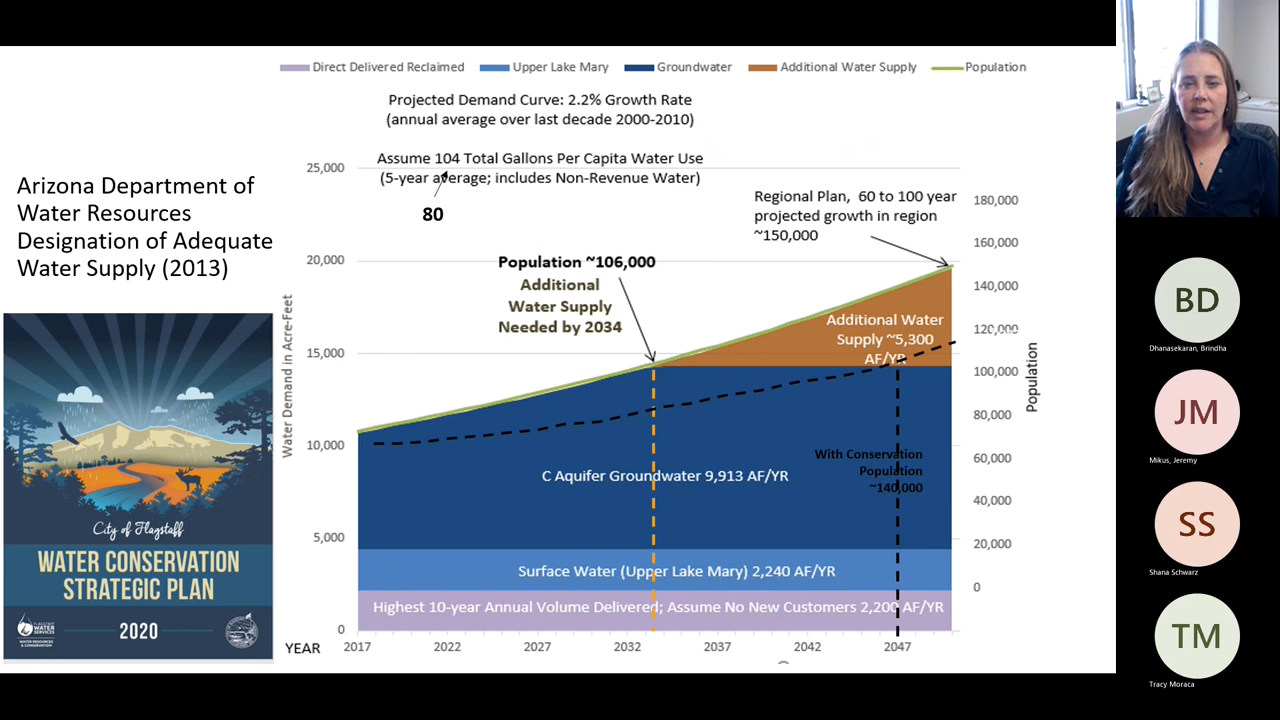 Direct Delivered Reclaimed
Upper Lake Mary
Groundwater
Additional Water Supply
Population
Projected Demand Curve: 2.2% Growth Rate
(annual average over last decade 2000-2010)
Assume 104 Total Gallons Per Capita Water Use
(5-year average; includes Non-Revenue Water)
80
Arizona Department of
Water Resources
Designation of Adequate
Water Supply (2013)
Regional Plan, 60 to 100 year
projected growth in region
~150,000
Population ~106,000
Additional
Water Supply
Needed by 2034
Additional Water
Supply ~5,300
AF/YR
With Conservation
Population
~140,000
C Aquifer Groundwater 9,913 AF/YR
Surface Water (Upper Lake Mary) 2,240 AF/YR
Highest 10-year Annual Volume Delivered; Assume No New Customers 2,200 AF/YR
Water Demand in Acre-Feet
25,000
20,000
15,000
10,000
5,000
0
Population
180,000
160,000
140,000
120,000
100,000
80,000
60,000
40,000
20,000
0
YEAR
2017
2022
2027
2032
2037
2042
2047
City of Flagstaff
WATER CONSERVATION
STRATEGIC PLAN
2020
FLAGSTAFF
WATER SERVICES
WATER RESOURCES
& CONSERVATION
BD
Dhanasekaran, Brindha
JM
Mikus, Jeremy
SS
Shana Schwarz
TM
Tracy Moraca